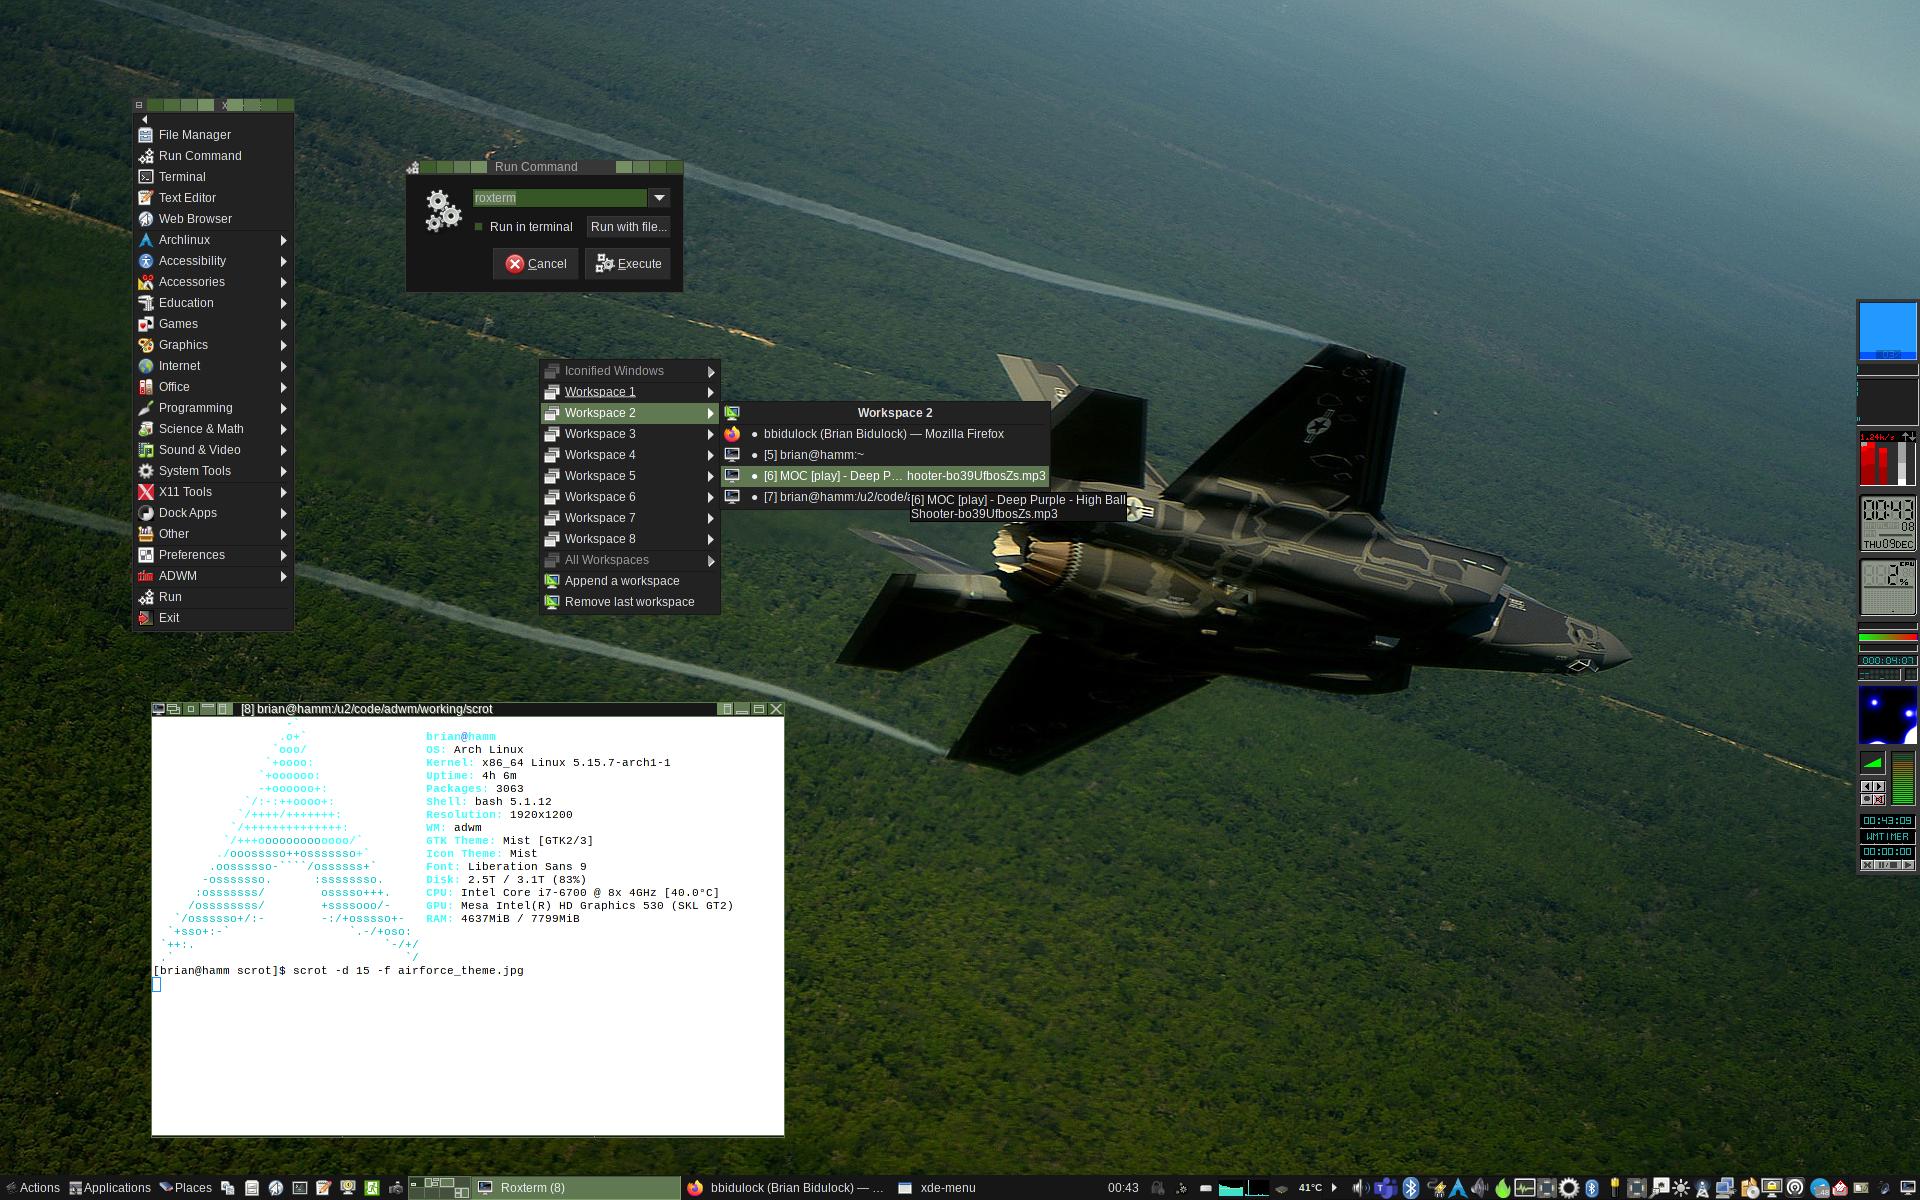 File Manager
Run Command
Terminal
Text Editor
Web Browser
Archlinux
Accessibility
Accessories
Education
Games
Graphics
Internet
Office
Programming
Science & Math
Sound & Video
System Tools
X11 Tools
Dock Apps
Other
Preferences
ADWM
Run
Exit
Run Command
roxterm
Run in terminal
Run with file...
Cancel
Execute
Iconified Windows
Workspace 1
Workspace 2
Workspace 3
Workspace 4
Workspace 5
Workspace 6
Workspace 7
Workspace 8
All Workspaces
Append a workspace
Remove last workspace
Workspace 2
● bbidulock (Brian Bidulock) — Mozilla Firefox
● [5] brian@hamm:~
● [6] MOC [play] - Deep P… hooter-bo39UfbosZs.mp3
● [7] brian@hamm:/u2/code/
[6] MOC [play] - Deep Purple - High Ball
Shooter-bo39UfbosZs.mp3
[8] brian@hamm:/u2/code/adwm/working/scrot
brian@hamm
OS: Arch Linux
Kernel: x86_64 Linux 5.15.7-arch1-1
Uptime: 4h 6m
Packages: 3063
Shell: bash 5.1.12
Resolution: 1920x1200
WM: adwm
GTK Theme: Mist [GTK2/3]
Icon Theme: Mist
Font: Liberation Sans 9
Disk: 2.5T / 3.1T (83%)
CPU: Intel Core i7-6700 @ 8x 4GHz [40.0°C]
GPU: Mesa Intel(R) HD Graphics 530 (SKL GT2)
RAM: 4637MiB / 7799MiB
[brian@hamm scrot]$ scrot -d 15 -f airforce_theme.jpg
1.24k/s
00:43
08
THU09DEC
CPU
2%
000:04:07
00:43:09
WMTIMER
00:00:00
Actions
Applications
Places
Roxterm (8)
bbidulock (Brian Bidulock) — …
xde-menu
00:43
41°C